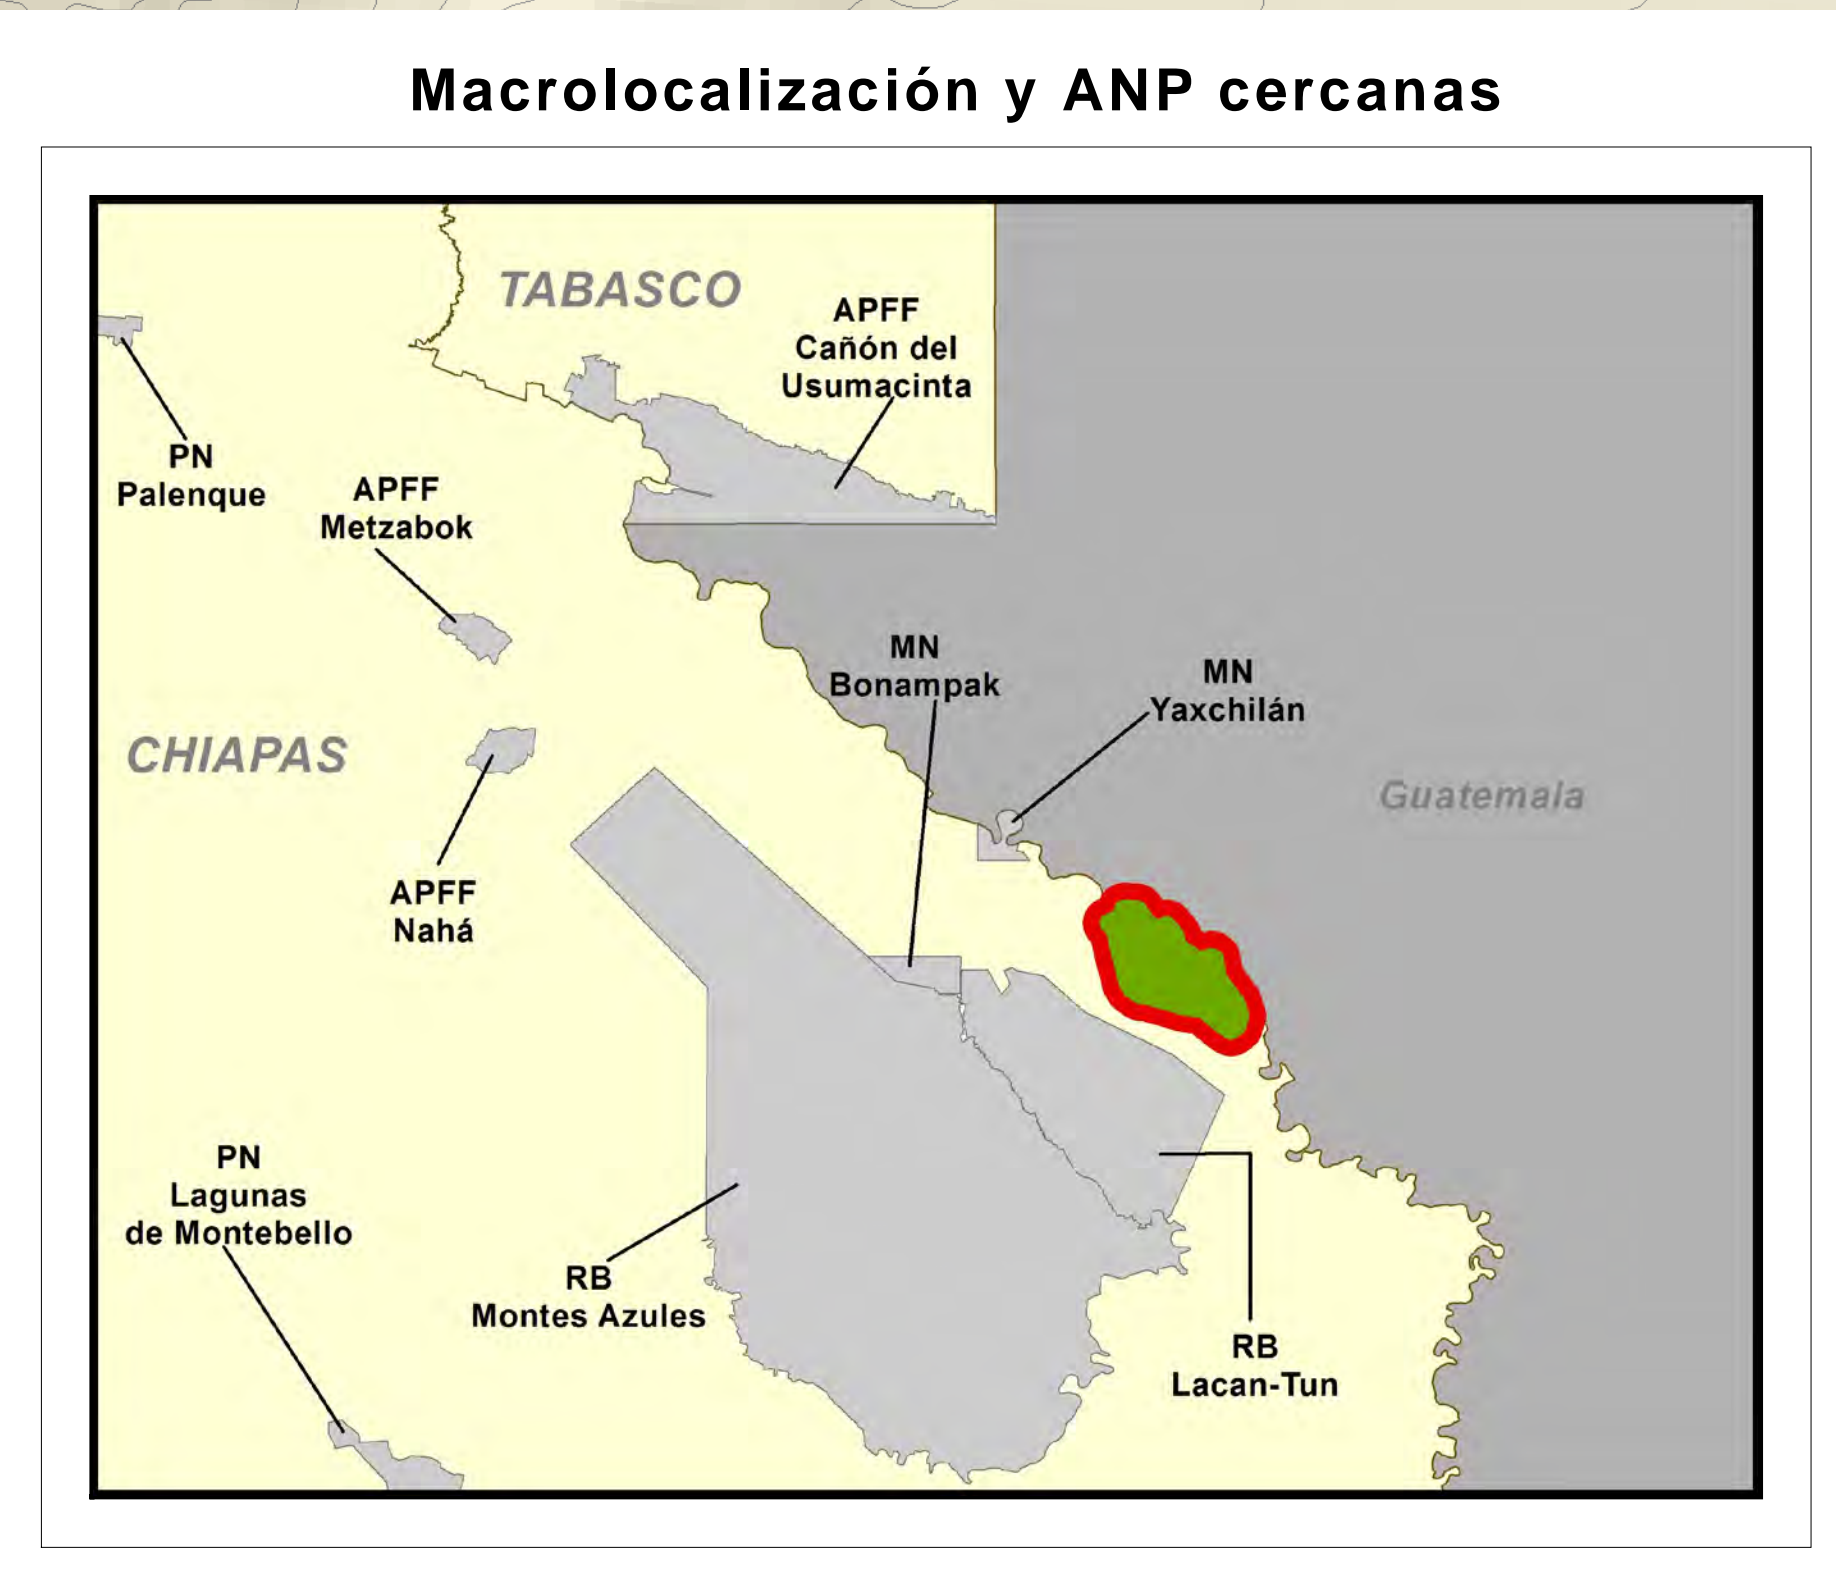 Macrolocalización y ANP cercanas
TABASCO
APFF
Cañón del
Usumacinta
PN
Palenque
APFF
Metzabok
MN
Bonampak
MN
Yaxchilán
CHIAPAS
Guatemala
APFF
Nahá
PN
Lagunas
de Montebello
RB
Montes Azules
RB
Lacan-Tun